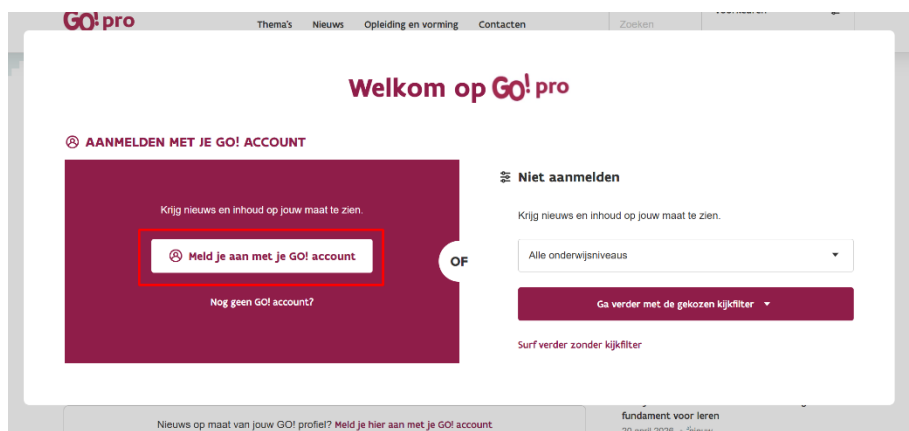 GO! pro
Thema's Nieuws Opleiding en vorming Contacten Zoeken
Welkom op GO! pro
AANMELDEN MET JE GO! ACCOUNT
Krijg nieuws en inhoud op jouw maat te zien.
Meld je aan met je GO! account
Nog geen GO! account?
OF
Niet aanmelden
Krijg nieuws en inhoud op jouw maat te zien.
Alle onderwijsniveaus
Ga verder met de gekozen kijkfilter
Surf verder zonder kijkfilter
Nieuws op maat van jouw GO! profiel? Meld je hier aan met je GO! account
fundament voor leren